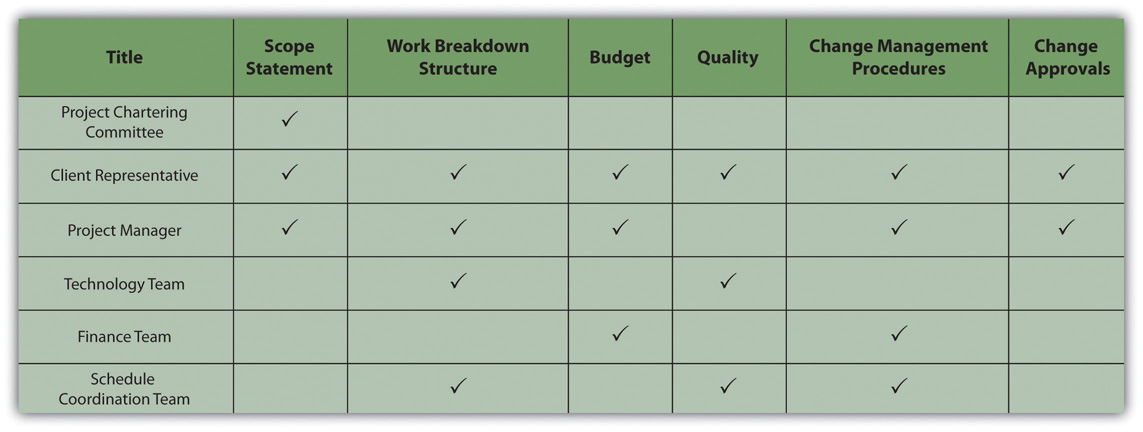 Title
Scope
Statement
Work Breakdown
Structure
Budget
Quality
Change Management
Procedures
Change
Approvals
Project Chartering
Committee
✓
Client Representative
✓ ✓ ✓ ✓ ✓ ✓
Project Manager
✓ ✓ ✓ ✓ ✓
Technology Team
✓ ✓
Finance Team
✓ ✓
Schedule
Coordination Team
✓ ✓ ✓